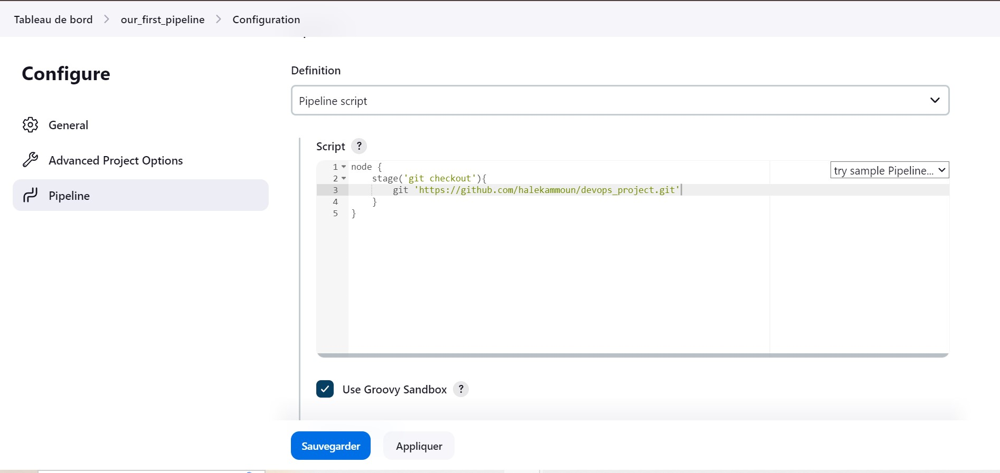 Tableau de bord > our_first_pipeline > Configuration
Configure
General
Advanced Project Options
Pipeline
Definition
Pipeline script
Script ?
try sample Pipeline...
1 node {
2 stage('git checkout'){
3 git 'https://github.com/halekammoun/devops_project.git'
4 }
5 }
Use Groovy Sandbox ?
Sauvegarder
Appliquer